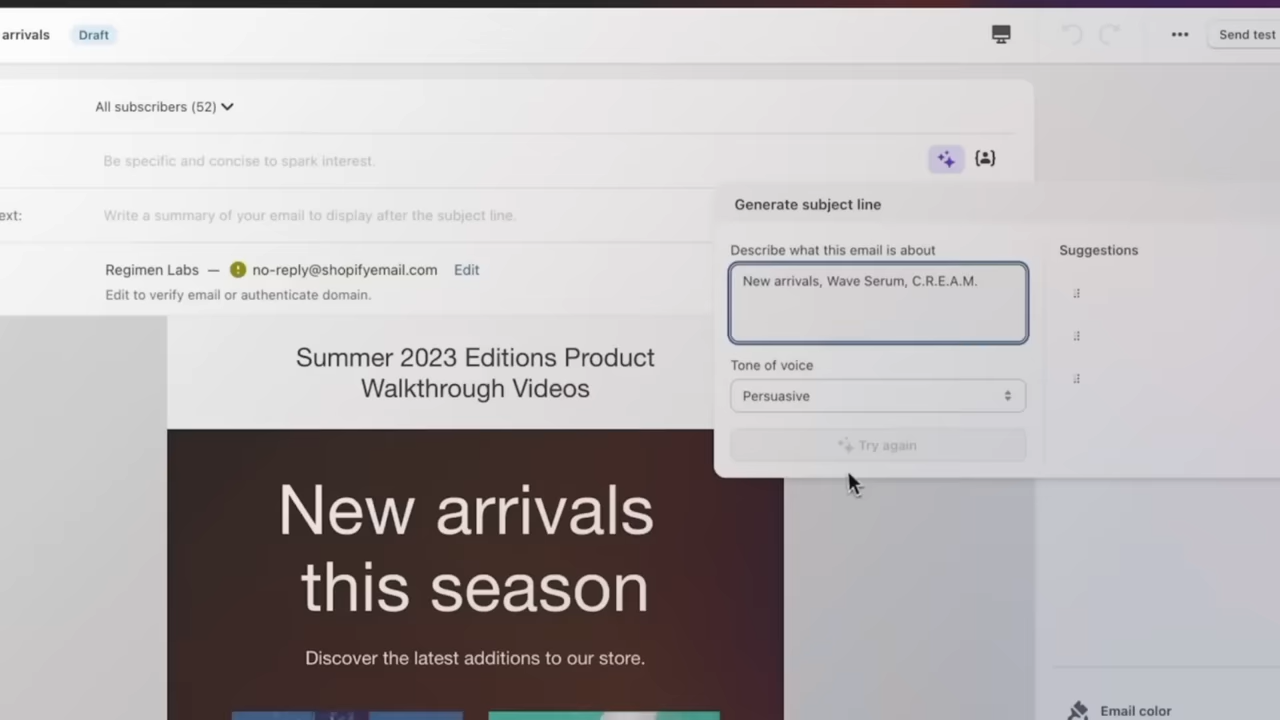 arrivals
Draft
Send test
All subscribers (52)
Be specific and concise to spark interest.
ext:
Write a summary of your email to display after the subject line.
Regimen Labs — no-reply@shopifyemail.com Edit
Edit to verify email or authenticate domain.
Generate subject line
Describe what this email is about
New arrivals, Wave Serum, C.R.E.A.M.
Tone of voice
Persuasive
Try again
Suggestions
Summer 2023 Editions Product
Walkthrough Videos
New arrivals
this season
Discover the latest additions to our store.
Email color